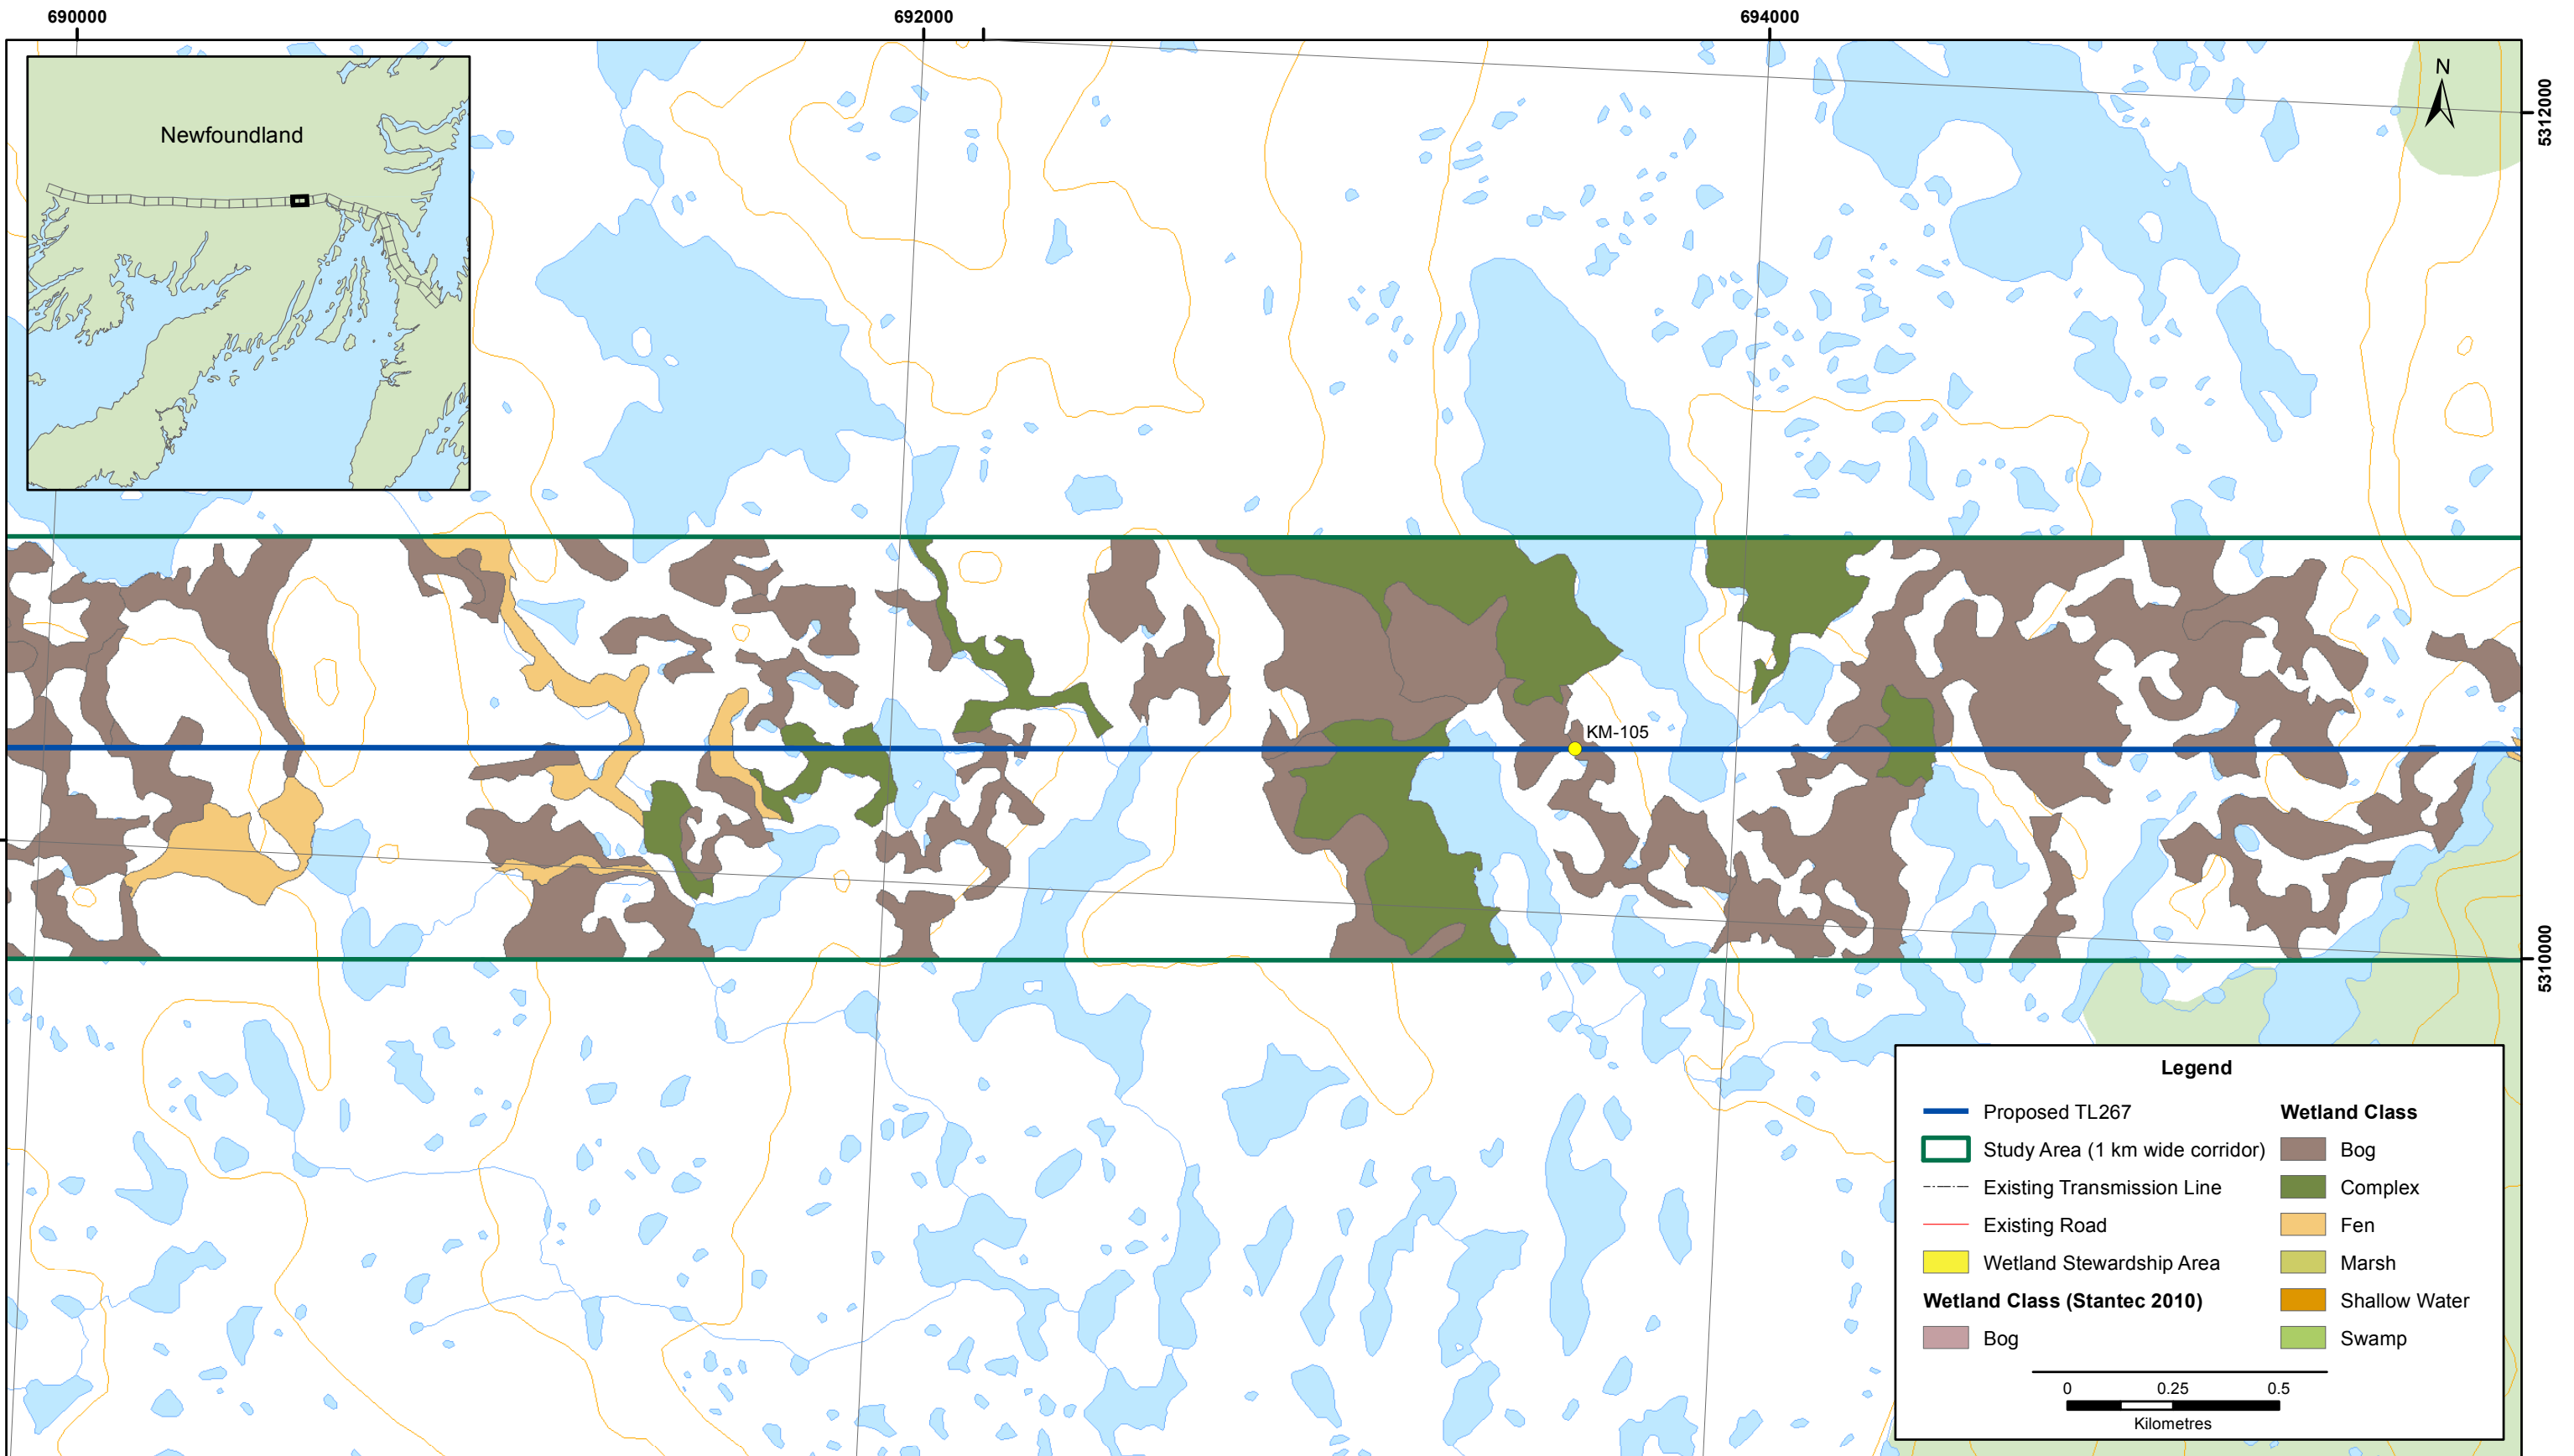 690000
692000
694000
Newfoundland
N
5312000
KM-105
5310000
Legend
Proposed TL267
Study Area (1 km wide corridor)
Existing Transmission Line
Existing Road
Wetland Stewardship Area
Wetland Class (Stantec 2010)
Bog
Wetland Class
Bog
Complex
Fen
Marsh
Shallow Water
Swamp
0 0.25 0.5
Kilometres